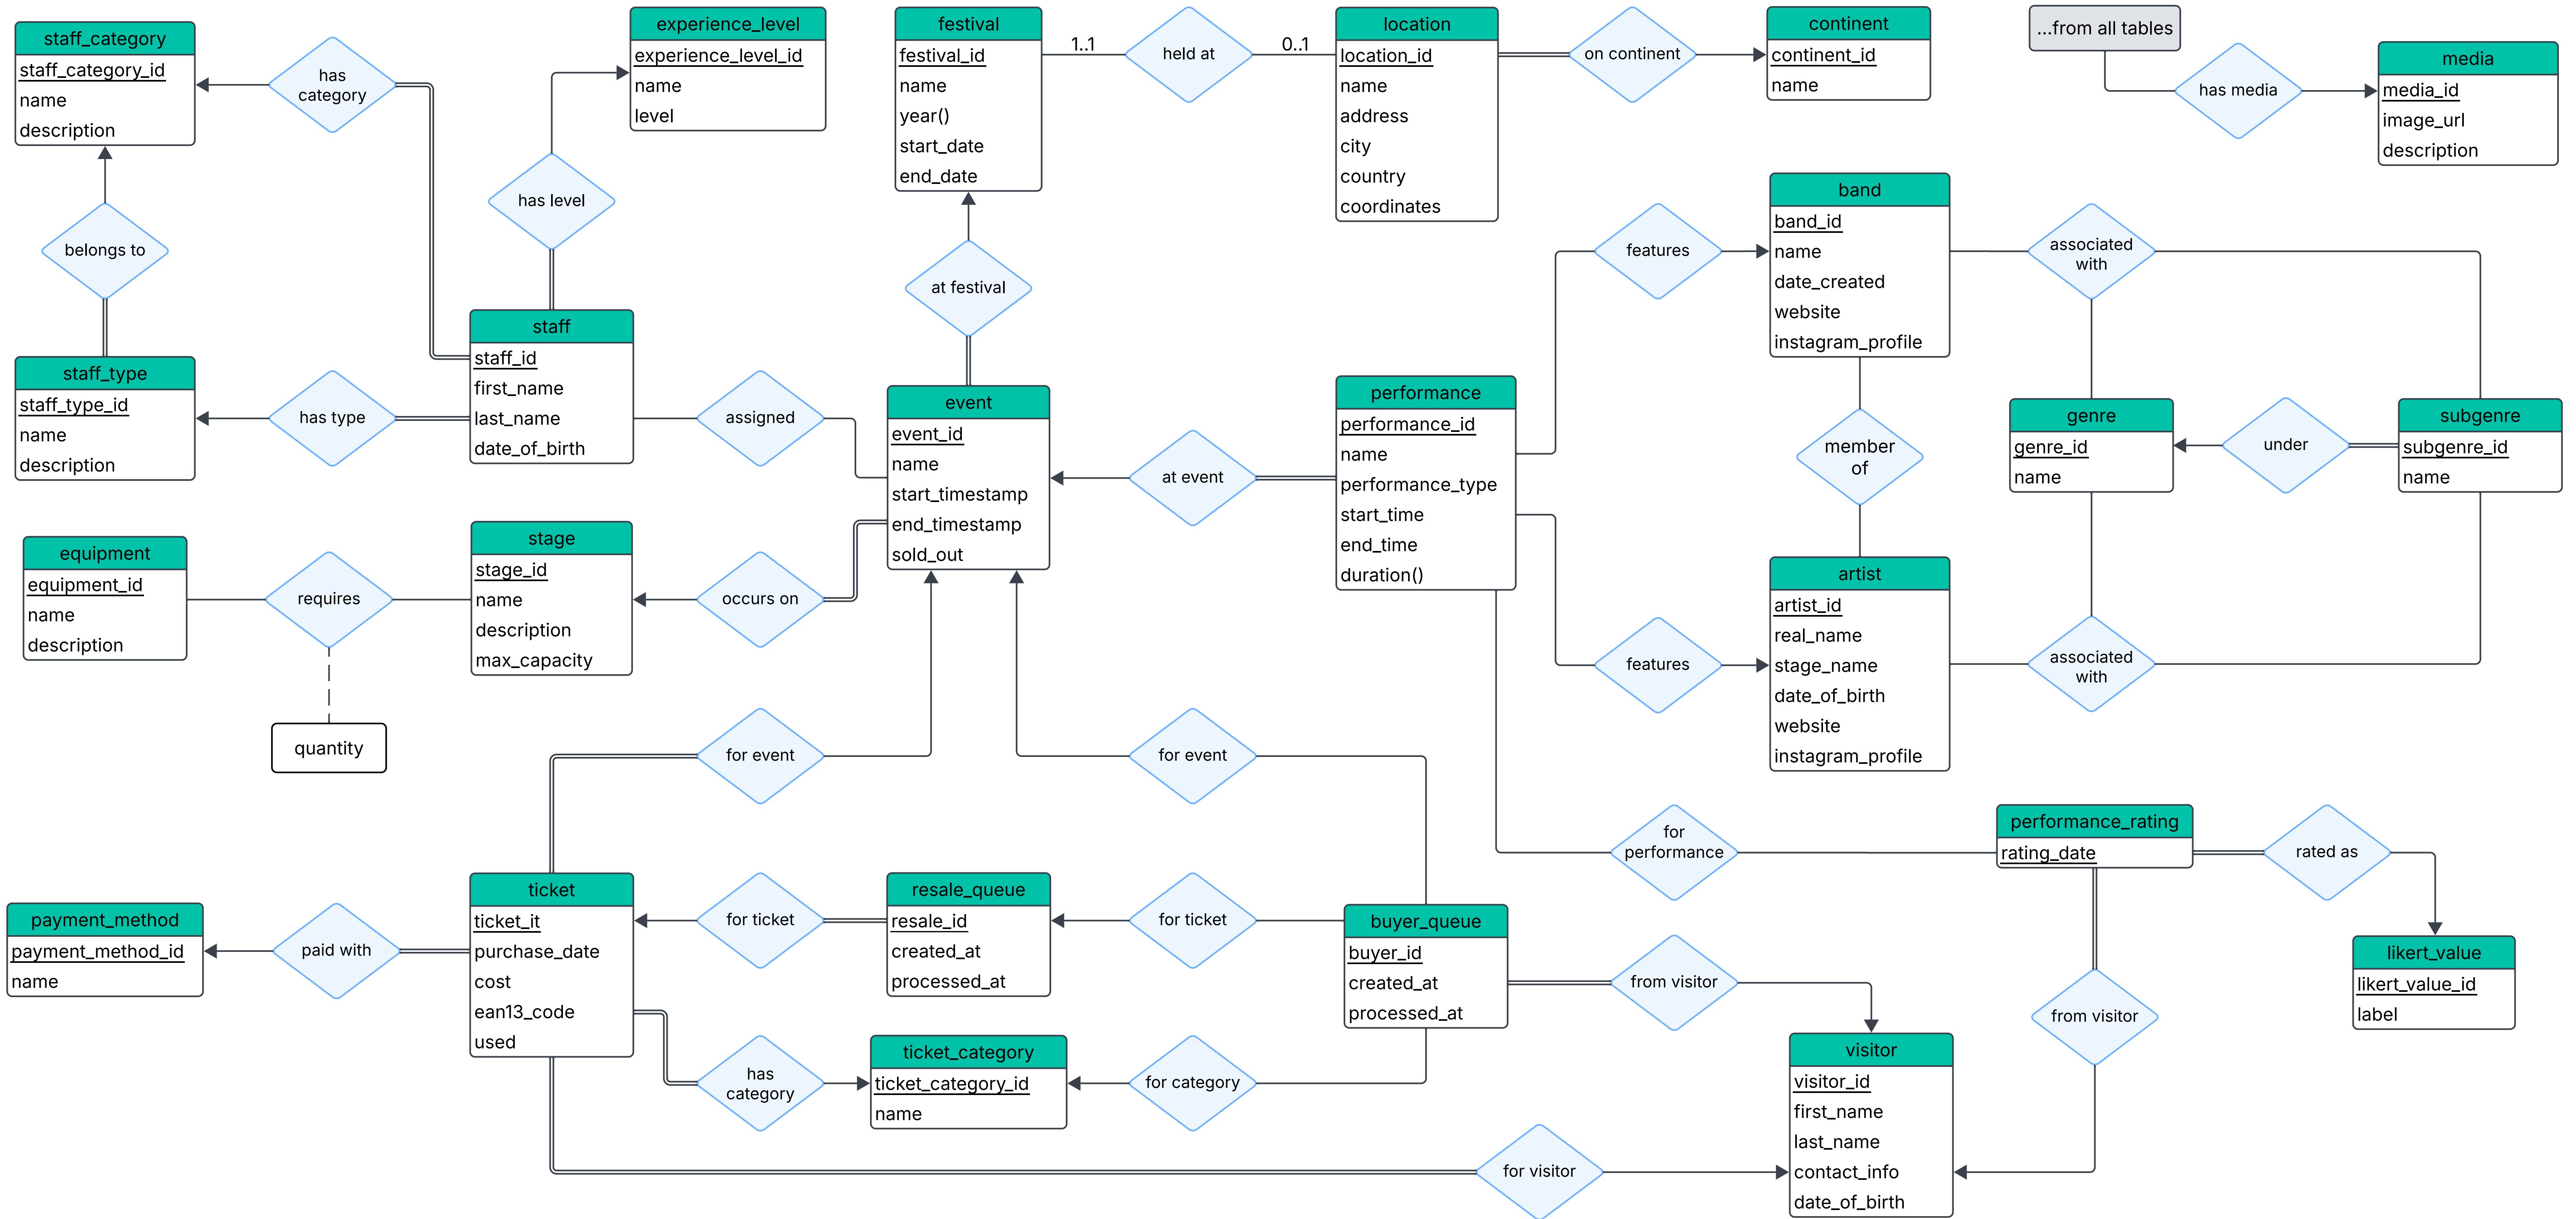 staff_category
staff_category_id
name
description
has
category
experience_level
experience_level_id
name
level
festival
festival_id
name
year()
start_date
end_date
1..1
held at
0..1
location
location_id
name
address
city
country
coordinates
on continent
continent
continent_id
name
...from all tables
has media
media
media_id
image_url
description
belongs to
has level
at festival
features
band
band_id
name
date_created
website
instagram_profile
associated
with
staff_type
staff_type_id
name
description
has type
staff
staff_id
first_name
last_name
date_of_birth
assigned
event
event_id
name
start_timestamp
end_timestamp
sold_out
at event
performance
performance_id
name
performance_type
start_time
end_time
duration()
member
of
genre
genre_id
name
under
subgenre
subgenre_id
name
equipment
equipment_id
name
description
requires
quantity
stage
stage_id
name
description
max_capacity
occurs on
features
artist
artist_id
real_name
stage_name
date_of_birth
website
instagram_profile
associated
with
for event
for event
for
performance
performance_rating
rating_date
rated as
payment_method
payment_method_id
name
paid with
ticket
ticket_it
purchase_date
cost
ean13_code
used
for ticket
resale_queue
resale_id
created_at
processed_at
for ticket
buyer_queue
buyer_id
created_at
processed_at
from visitor
from visitor
likert_value
likert_value_id
label
has
category
ticket_category
ticket_category_id
name
for category
for visitor
visitor
visitor_id
first_name
last_name
contact_info
date_of_birth